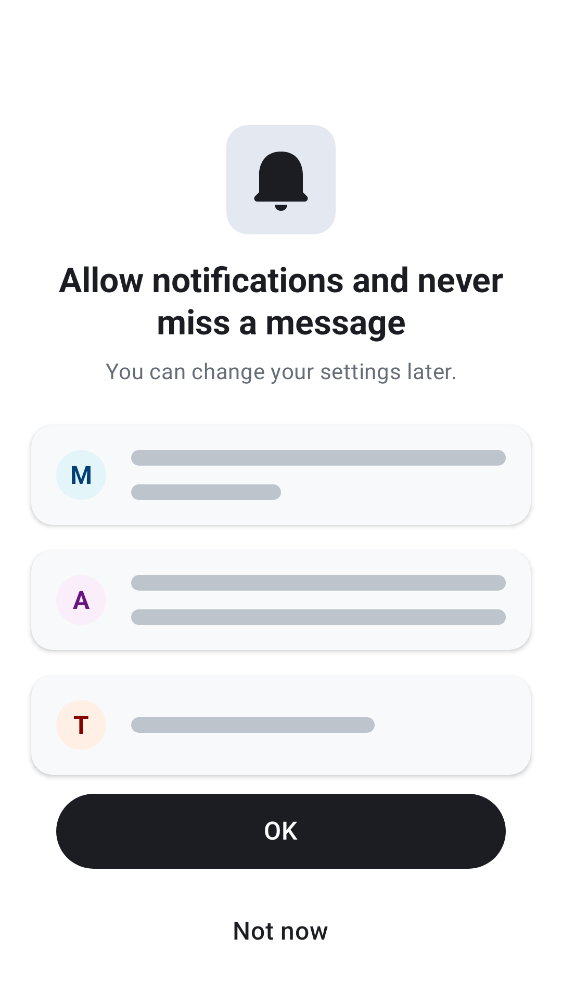 Allow notifications and never
miss a message
You can change your settings later.
M
A
T
OK
Not now